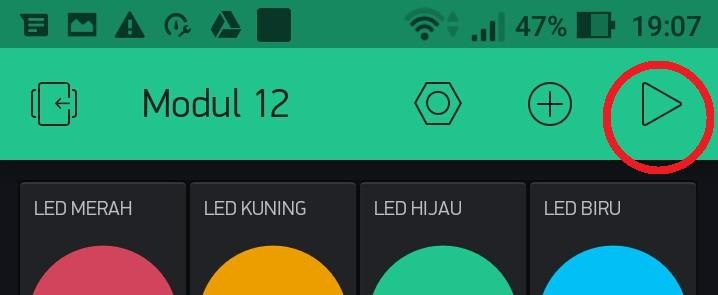 47% 19:07
Modul 12
LED MERAH LED KUNING LED HIJAU LED BIRU